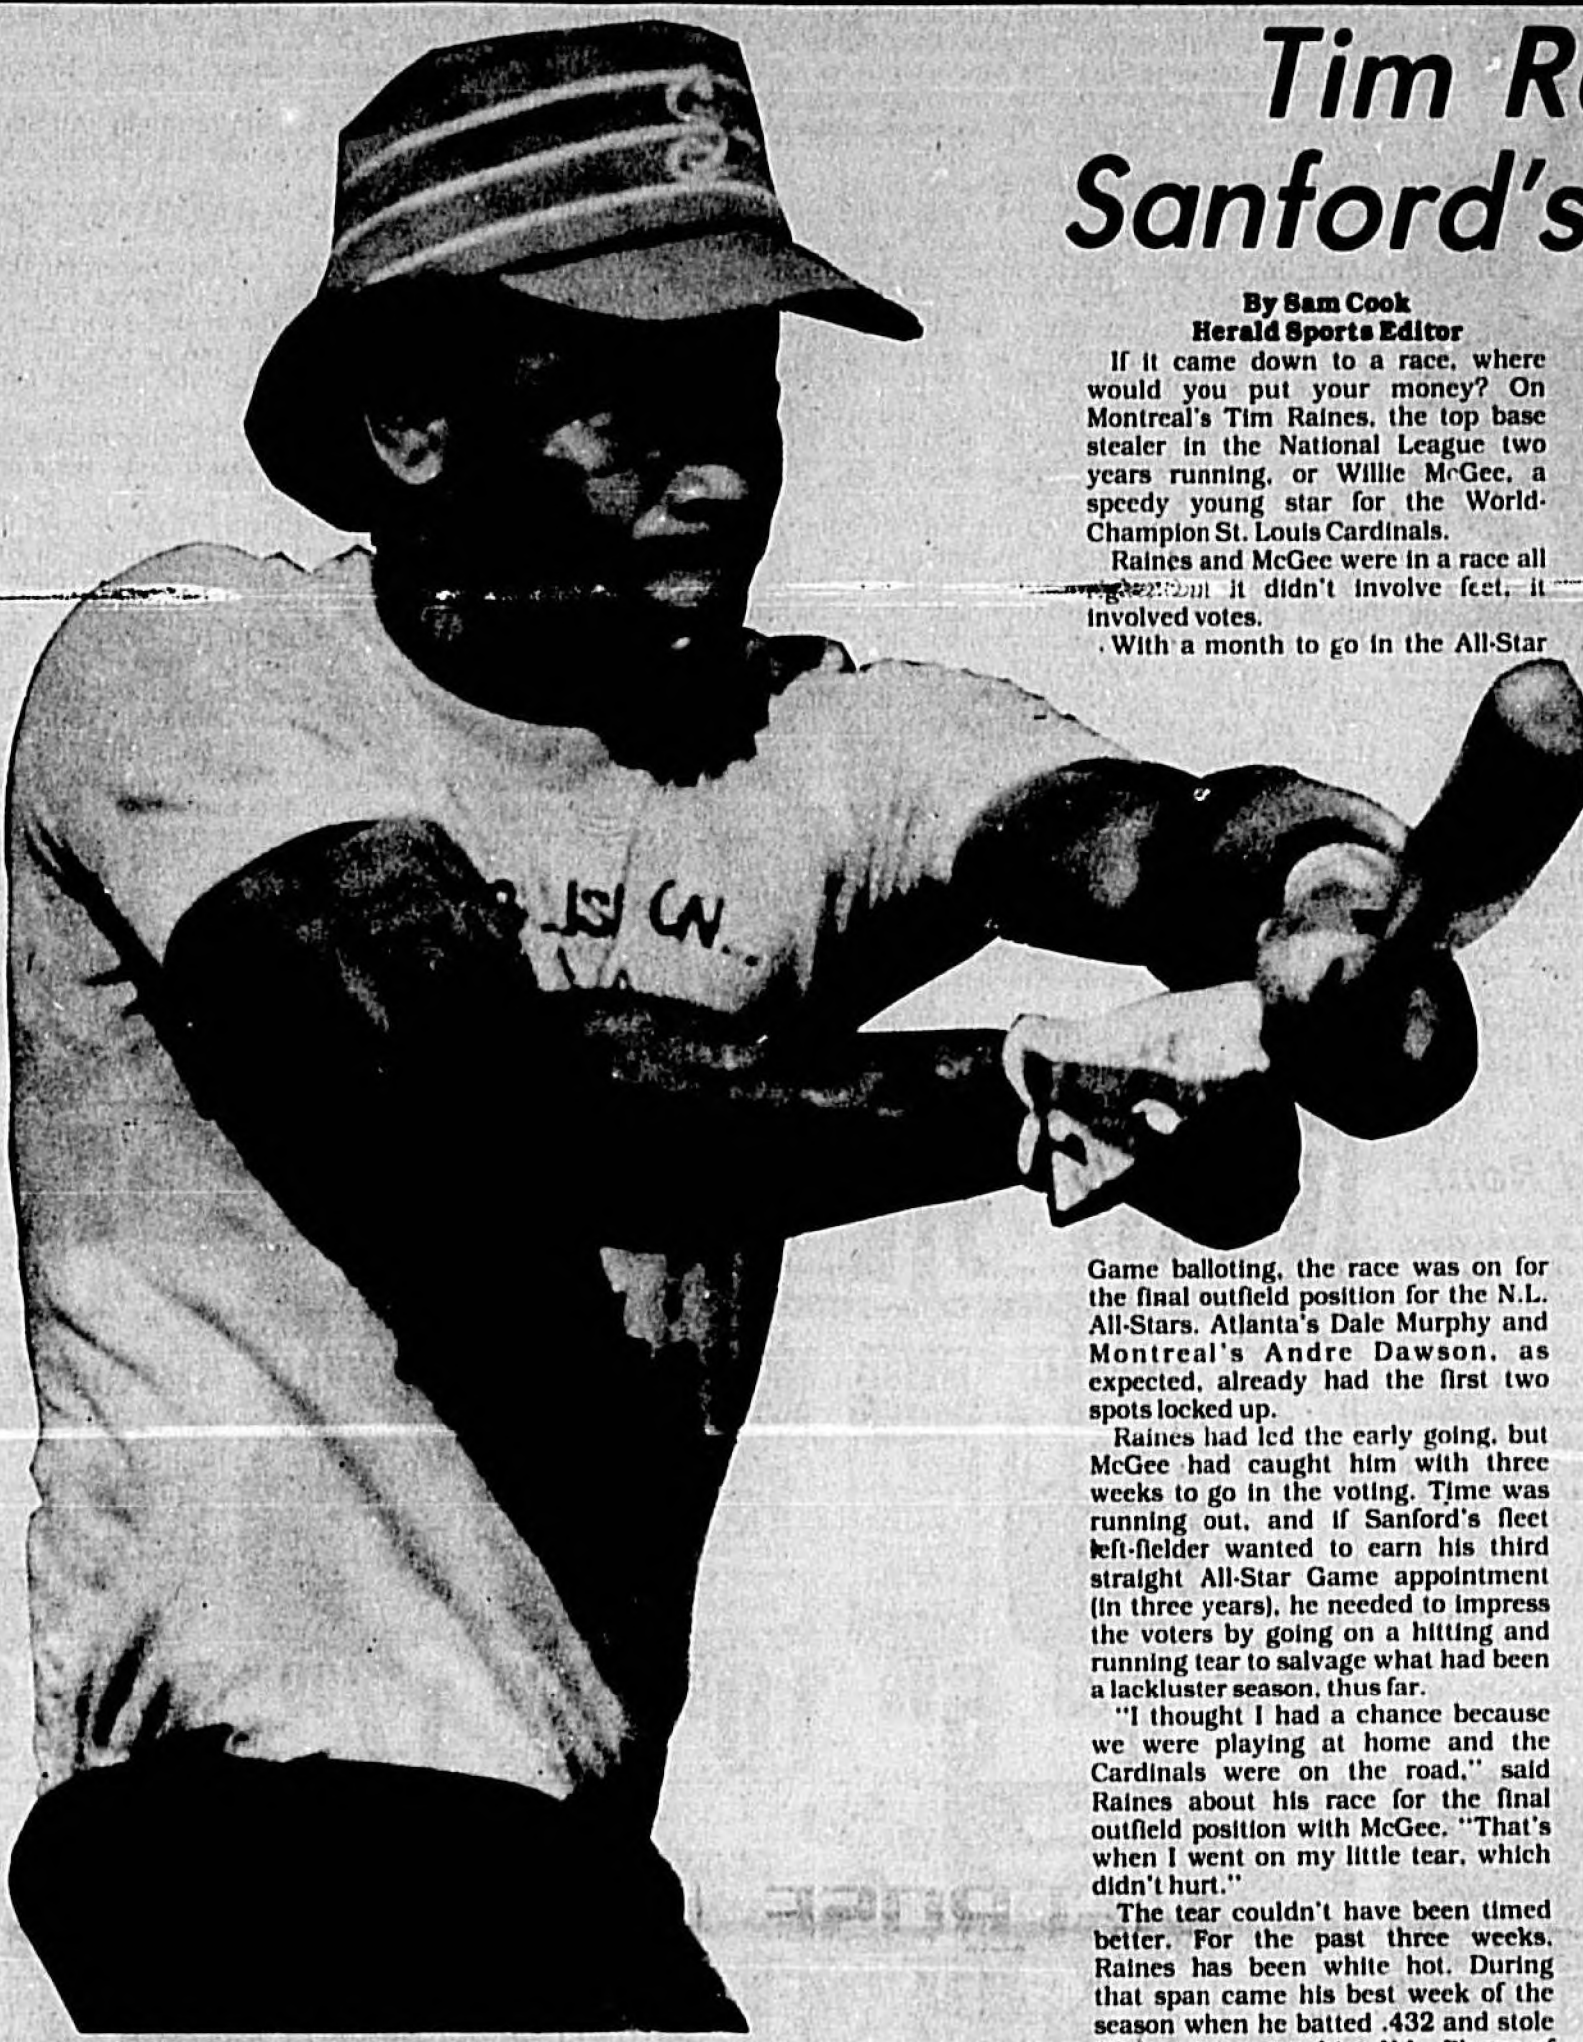 Tim R
Sanford's
By Sam Cook
Herald Sports Editor
If it came down to a race, where
would you put your money? On
Montreal's Tim Raines, the top base
stealer in the National League two
years running, or Willie McGee, a
speedy young star for the World-
Champion St. Louis Cardinals.
Raines and McGee were in a race all
it didn't involve feet, it
involved votes.
With a month to go in the All-Star
Game balloting, the race was on for
the final outfield position for the N.L.
All-Stars. Atlanta's Dale Murphy and
Montreal's Andre Dawson, as
expected, already had the first two
spots locked up.
Raines had led the early going, but
McGee had caught him with three
weeks to go in the voting. Time was
running out, and if Sanford's fleet
left-fielder wanted to earn his third
straight All-Star Game appointment
(in three years), he needed to impress
the voters by going on a hitting and
running tear to salvage what had been
a lackluster season, thus far.
"I thought I had a chance because
we were playing at home and the
Cardinals were on the road," said
Raines about his race for the final
outfield position with McGee. "That's
when I went on my little tear, which
didn't hurt."
The tear couldn't have been timed
better. For the past three weeks,
Raines has been white hot. During
that span came his best week of the
season when he batted .432 and stole